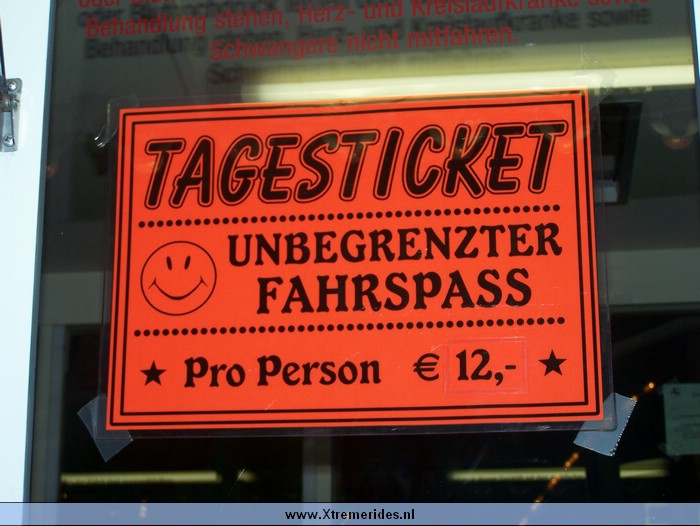 Behandlung stehen, Herz- und Kreislaufkranke sowie
Schwangere nicht mitfahren.
TAGESTICKET
UNBEGRENZTER
FAHRSPASS
Pro Person € 12,-
www.Xtremerides.nl